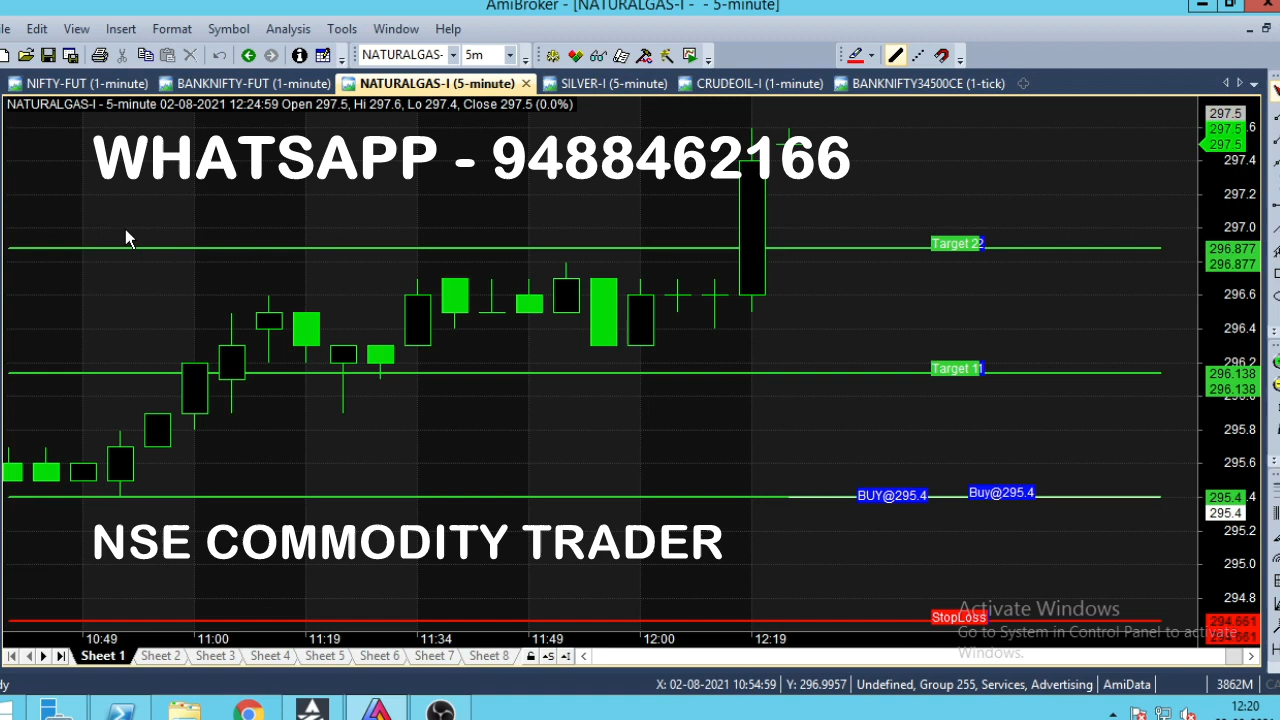 AmiBroker - [NATURALGAS-I - - 5-minute]
Edit View Insert Format Symbol Analysis Tools Window Help
NATURALGAS- 5m
NIFTY-FUT (1-minute) BANKNIFTY-FUT (1-minute) NATURALGAS-I (5-minute) SILVER-I (5-minute) CRUDEOIL-I (1-minute) BANKNIFTY34500CE (1-tick)
NATURALGAS-I - 5-minute 02-08-2021 12:24:59 Open 297.5, Hi 297.6, Lo 297.4, Close 297.5 (0.0%)
297.5
297.5
297.5
WHATSAPP - 9488462166
297.4
297.2
297.0
Target 2
296.877
296.877
296.6
296.4
296.2
Target 1
296.138
296.138
295.8
295.6
BUY@295.4 Buy@295.4
295.4
295.4
295.2
NSE COMMODITY TRADER
295.0
294.8
StopLoss
294.661
Activate Windows
Go to System in Control Panel to activate
Windows.
10:49 11:00 11:19 11:34 11:49 12:00 12:19
Sheet 1 Sheet 2 Sheet 3 Sheet 4 Sheet 5 Sheet 6 Sheet 7 Sheet 8
X: 02-08-2021 10:54:59 Y: 296.9957 Undefined, Group 255, Services, Advertising AmiData 3862M
12:20